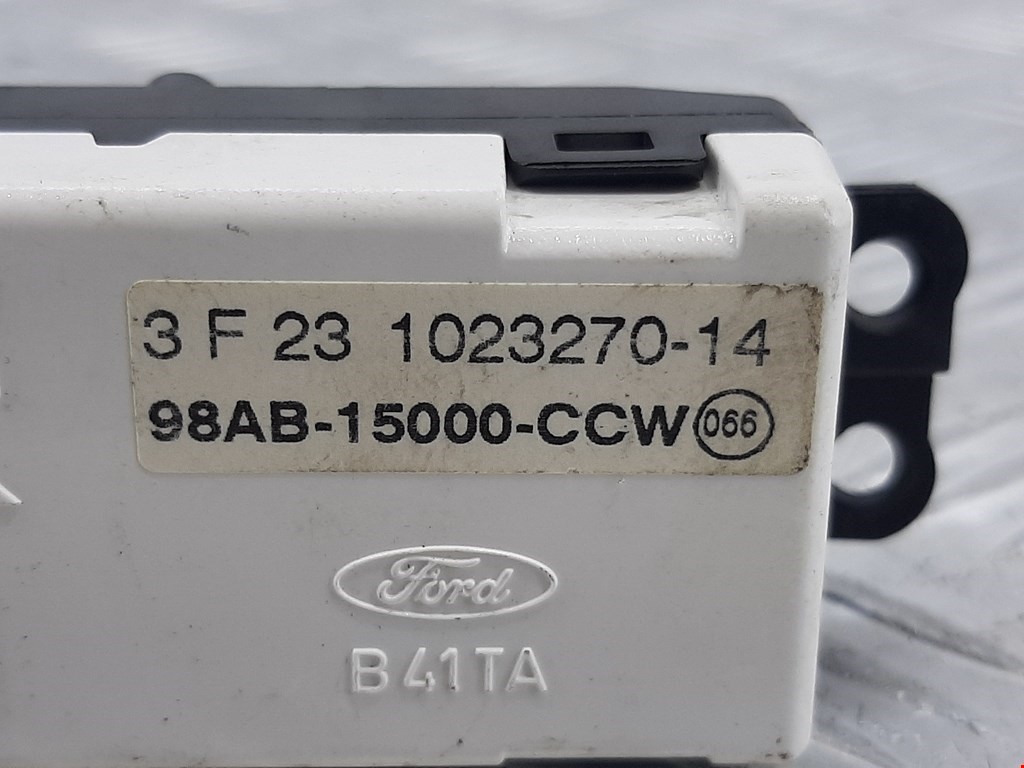 3 F 23 1023270-14
98AB-15000-CCW 066
Ford
B41TA